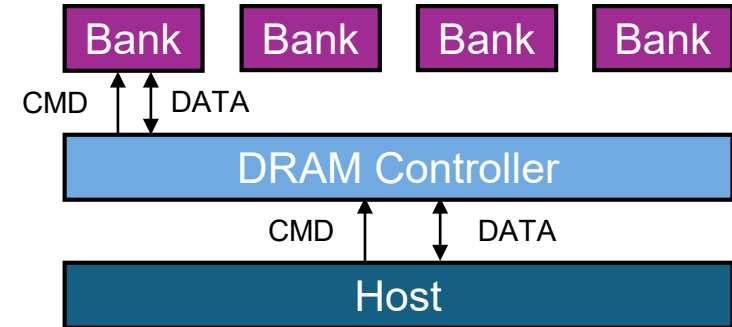 Bank Bank Bank Bank
CMD DATA
DRAM Controller
CMD DATA
Host